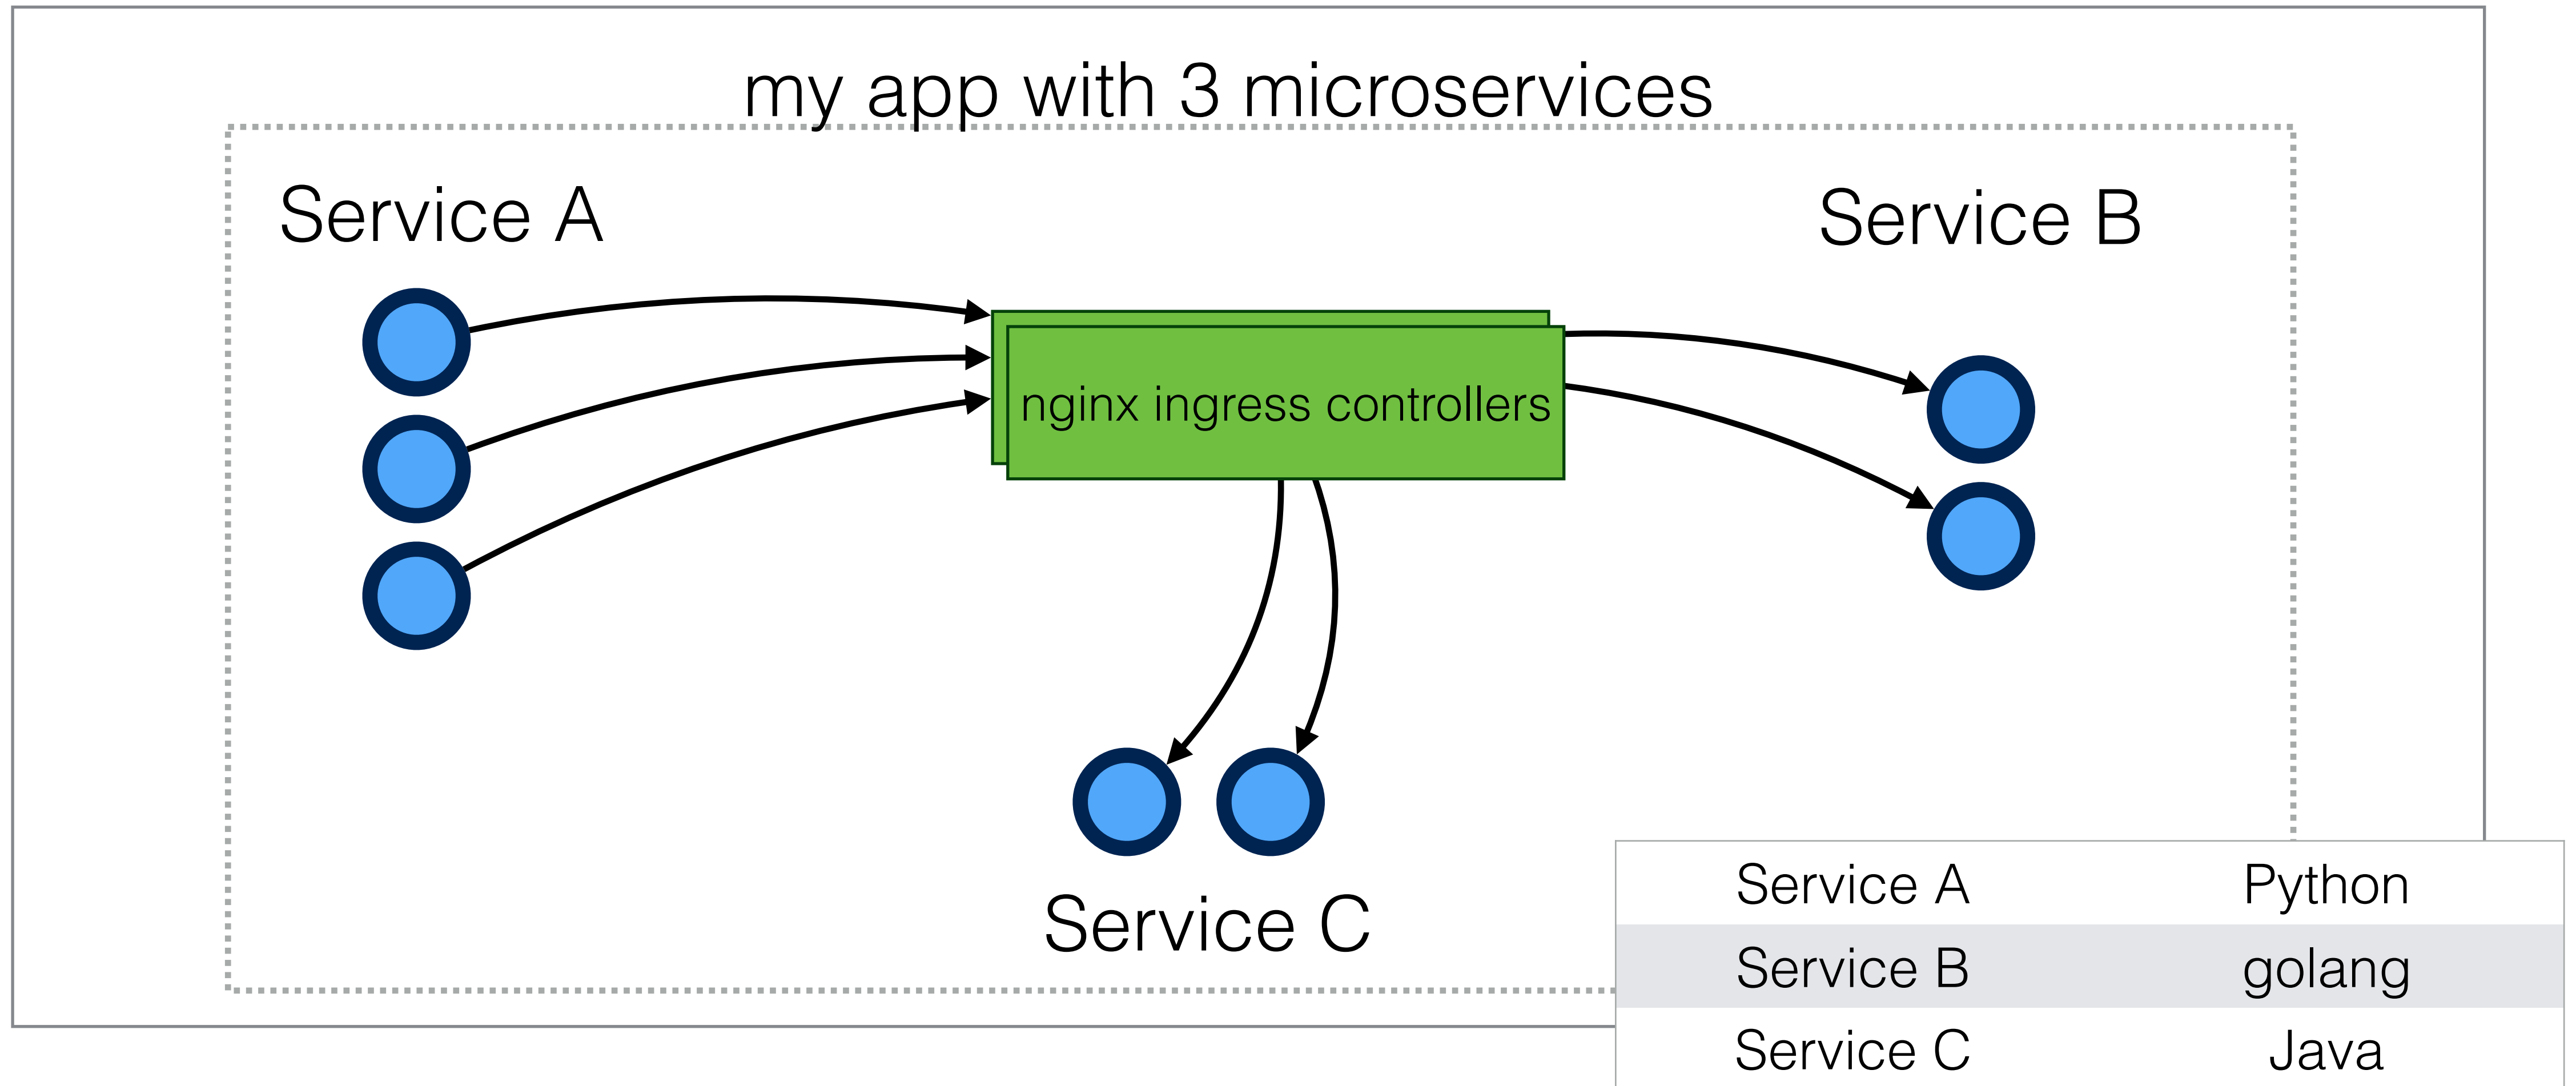 my app with 3 microservices
Service A
Service B
nginx ingress controllers
Service C
Service A Python
Service B golang
Service C Java